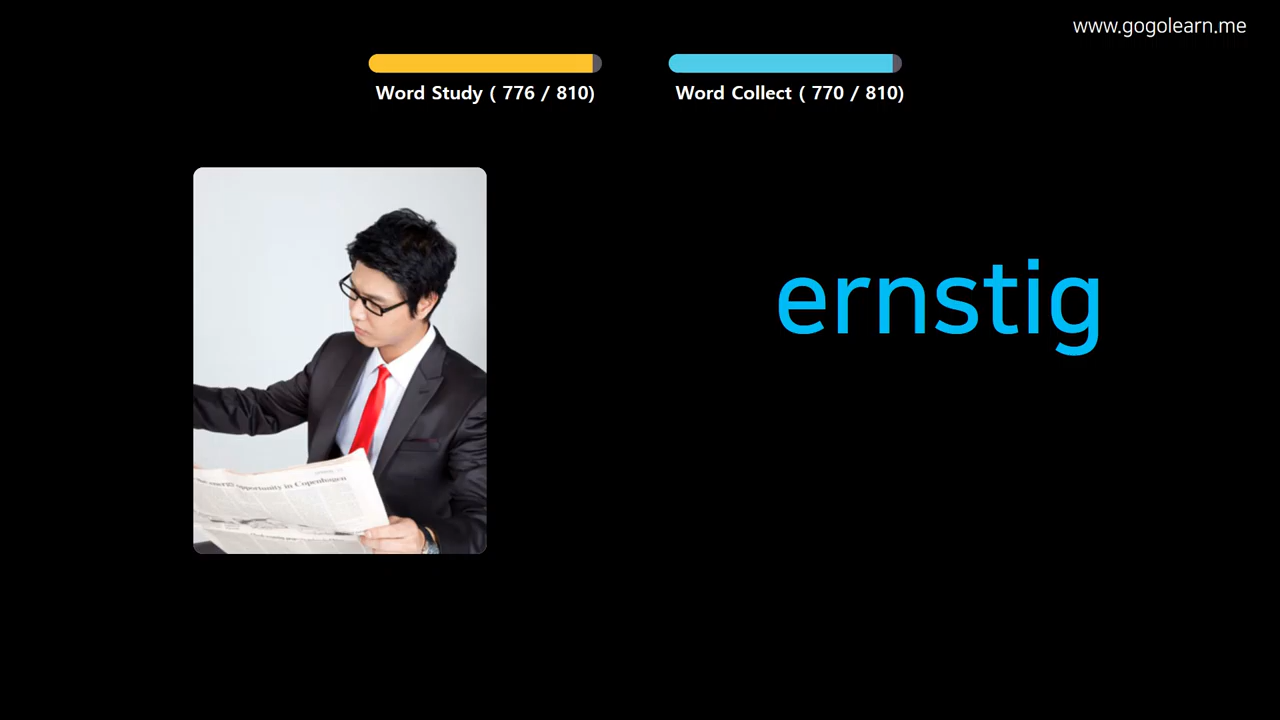 www.gogolearn.me
Word Study ( 776 / 810)
Word Collect ( 770 / 810)
ernstig
opportunity in Copenhagen